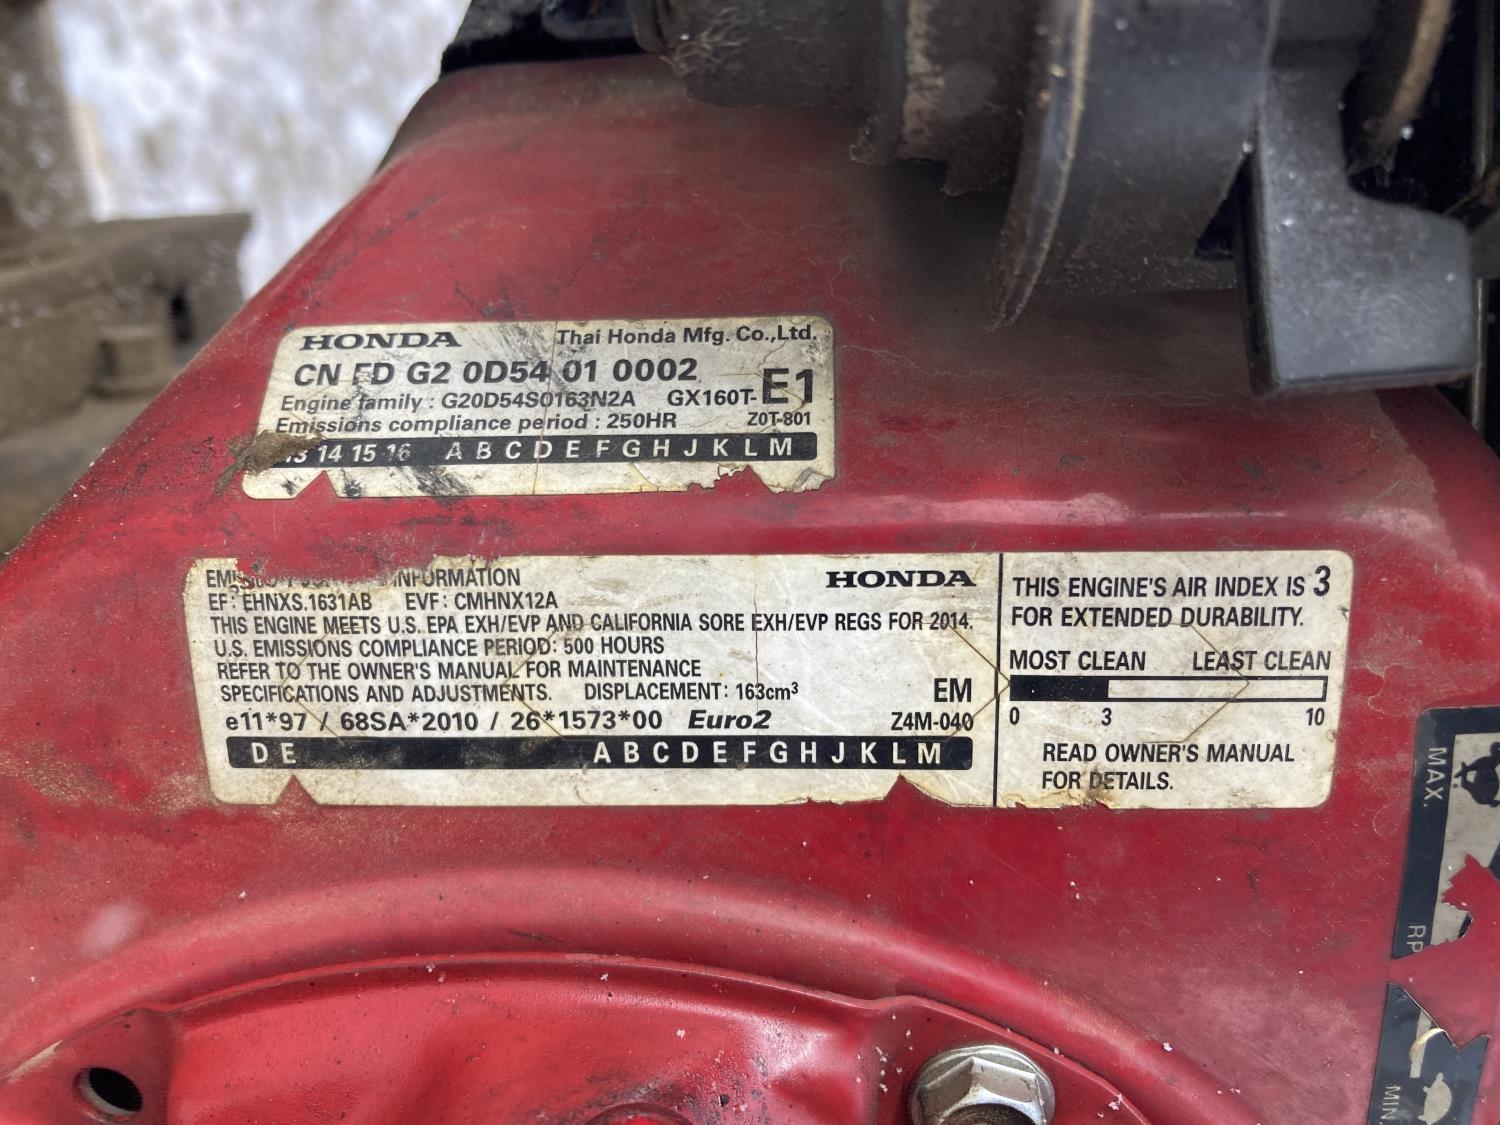 HONDA Thai Honda Mfg. Co.,Ltd.
CN FD G2 0D54 01 0002
Engine family : G20D54S0163N2A GX160T-E1
Emissions compliance period : 250HR Z0T-801
13 14 15 16 A B C D E F G H J K L M
INFORMATION HONDA
EF: EHNXS.1631AB EVF: CMHNX12A
THIS ENGINE MEETS U.S. EPA EXH/EVP AND CALIFORNIA SORE EXH/EVP REGS FOR 2014.
U.S. EMISSIONS COMPLIANCE PERIOD: 500 HOURS
REFER TO THE OWNER'S MANUAL FOR MAINTENANCE
SPECIFICATIONS AND ADJUSTMENTS. DISPLACEMENT: 163cm³ EM
e11*97 / 68SA*2010 / 26*1573*00 Euro2 Z4M-040
D E A B C D E F G H J K L M
THIS ENGINE'S AIR INDEX IS 3
FOR EXTENDED DURABILITY.
MOST CLEAN LEAST CLEAN
0 3 10
READ OWNER'S MANUAL
FOR DETAILS.
MAX.
MIN.